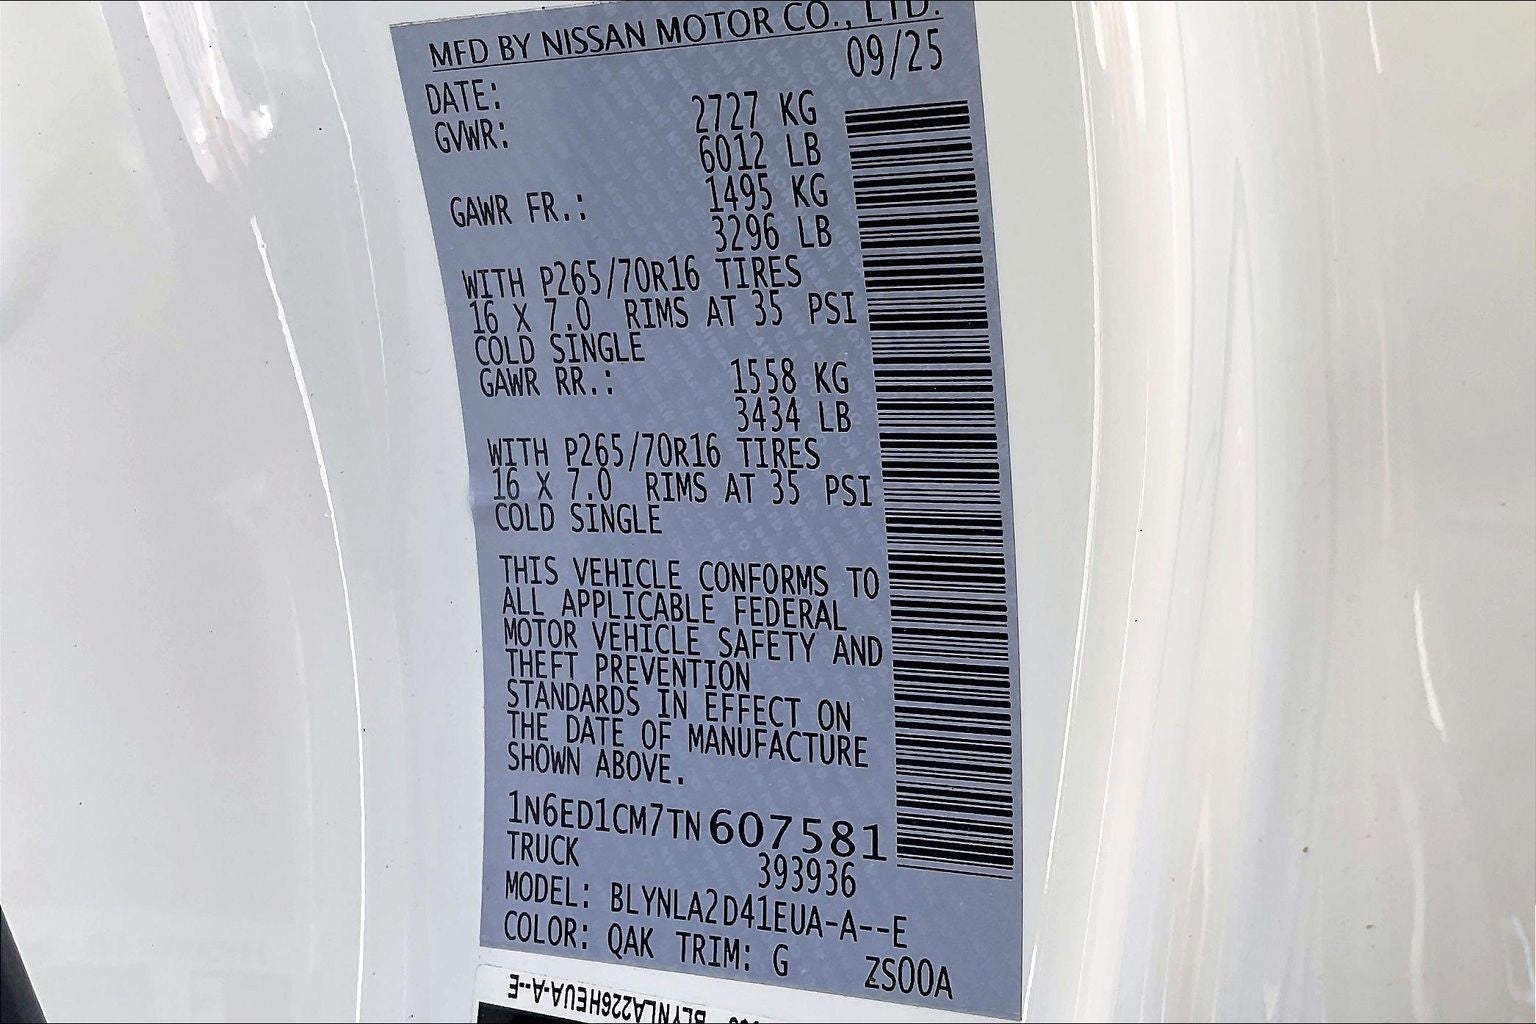 MFD BY NISSAN MOTOR CO., LTD.
DATE: 09/25
GVWR: 2727 KG
6012 LB
GAWR FR.: 1495 KG
3296 LB
WITH P265/70R16 TIRES
16 X 7.0 RIMS AT 35 PSI
COLD SINGLE
GAWR RR.: 1558 KG
3434 LB
WITH P265/70R16 TIRES
16 X 7.0 RIMS AT 35 PSI
COLD SINGLE
THIS VEHICLE CONFORMS TO
ALL APPLICABLE FEDERAL
MOTOR VEHICLE SAFETY AND
THEFT PREVENTION
STANDARDS IN EFFECT ON
THE DATE OF MANUFACTURE
SHOWN ABOVE.
1N6ED1CM7TN607581
TRUCK 393936
MODEL: BLYNLA2D41EUA-A--E
COLOR: QAK TRIM: G ZS00A
BLYNLA226HEUA-A--E